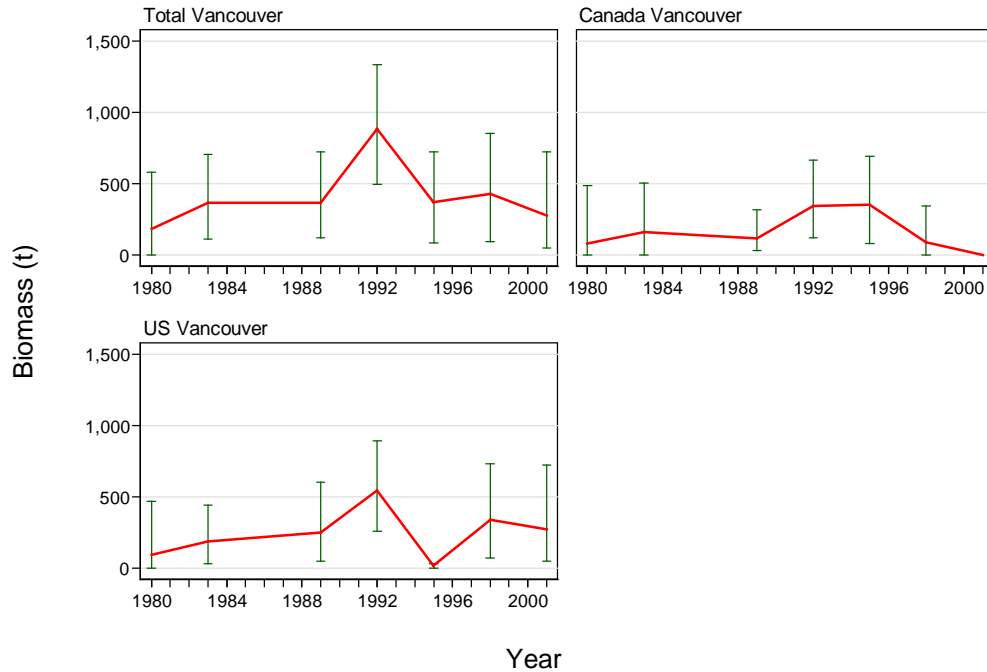 Total Vancouver
Canada Vancouver
1,500
1,000
500
0
1980 1984 1988 1992 1996 2000
1980 1984 1988 1992 1996 2000
US Vancouver
1,500
1,000
500
0
1980 1984 1988 1992 1996 2000
Biomass (t)
Year